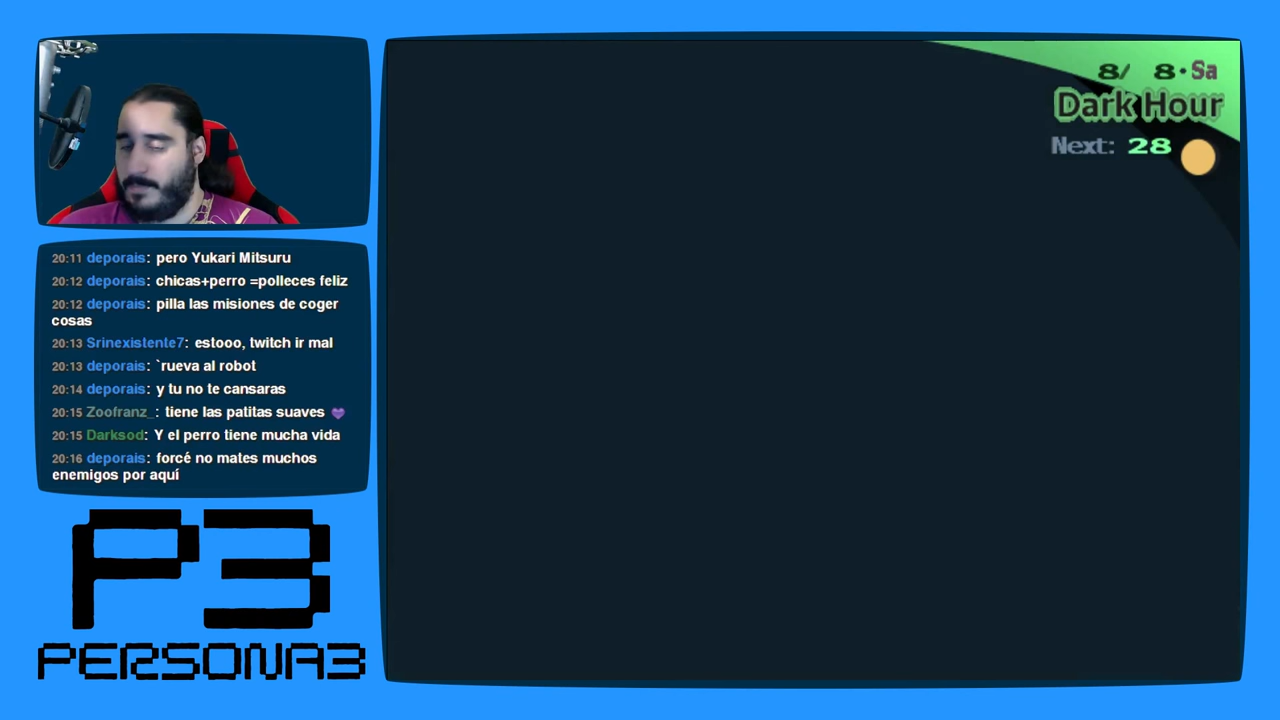 8/ 8・Sa
Dark Hour
Next: 28
20:11 deporais: pero Yukari Mitsuru
20:12 deporais: chicas+perro =polleces feliz
20:12 deporais: pilla las misiones de coger
cosas
20:13 Srinexistente7: estooo, twitch ir mal
20:13 deporais: `rueva al robot
20:14 deporais: y tu no te cansaras
20:15 Zoofranz_: tiene las patitas suaves 💜
20:15 Darksod: Y el perro tiene mucha vida
20:16 deporais: forcé no mates muchos
enemigos por aquí
P3
PERSONA3